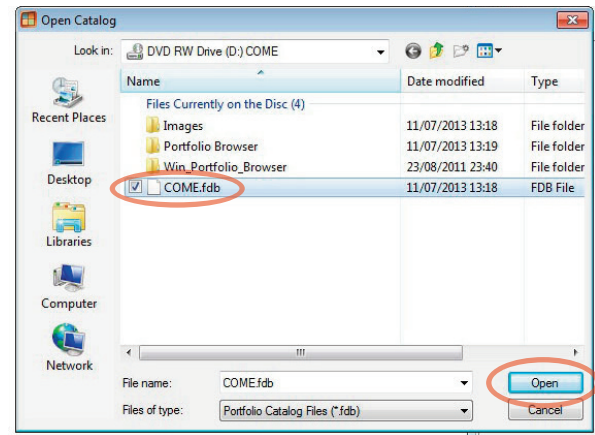 Open Catalog
Look in: DVD RW Drive (D:) COME
Name Date modified Type
Files Currently on the Disc (4)
Images 11/07/2013 13:18 File folder
Portfolio Browser 11/07/2013 13:19 File folder
Win_Portfolio_Browser 23/08/2011 23:40 File folder
COME.fdb 11/07/2013 13:18 FDB File
Recent Places
Desktop
Libraries
Computer
Network
File name: COME.fdb Open
Files of type: Portfolio Catalog Files (*.fdb) Cancel